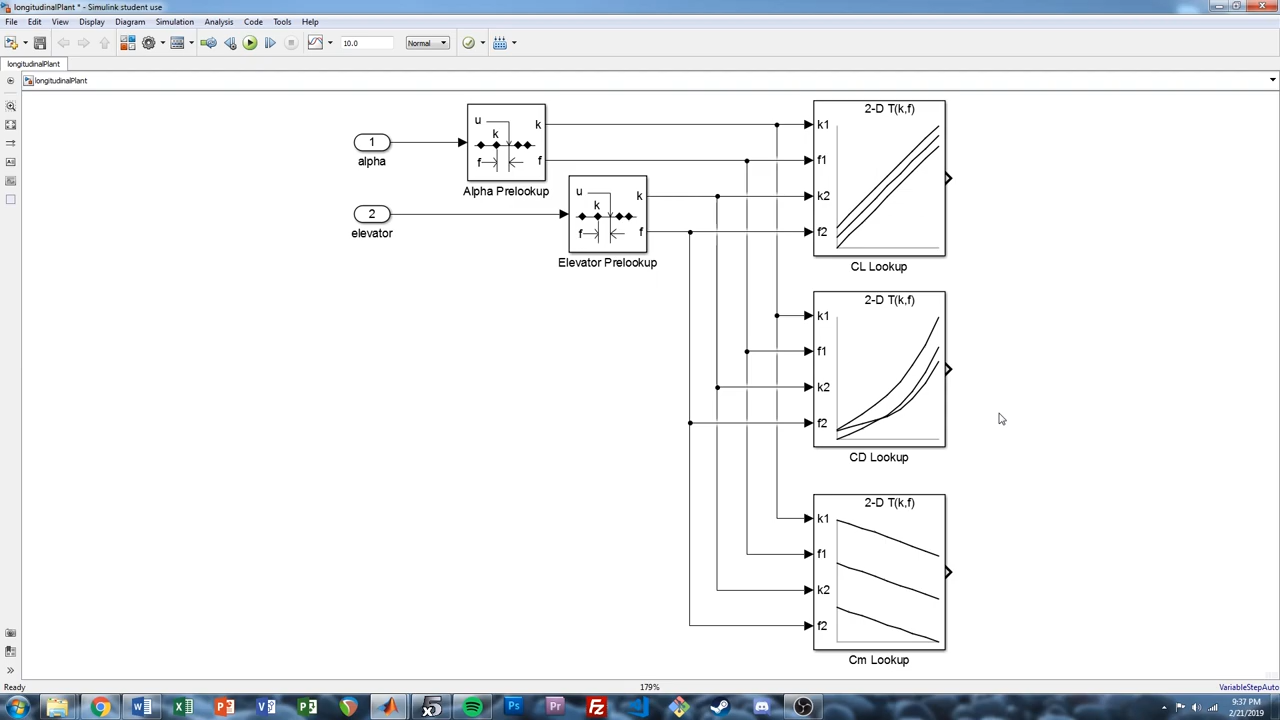 longitudinalPlant * - Simulink student use
File Edit View Display Diagram Simulation Analysis Code Tools Help
10.0 Normal
longitudinalPlant
longitudinalPlant
1
alpha
u k f k f
Alpha Prelookup
2
elevator
u k f k f
Elevator Prelookup
2-D T(k,f)
k1
f1
k2
f2
CL Lookup
2-D T(k,f)
k1
f1
k2
f2
CD Lookup
2-D T(k,f)
k1
f1
k2
f2
Cm Lookup
Ready 179% VariableStepAuto
9:37 PM
2/21/2019